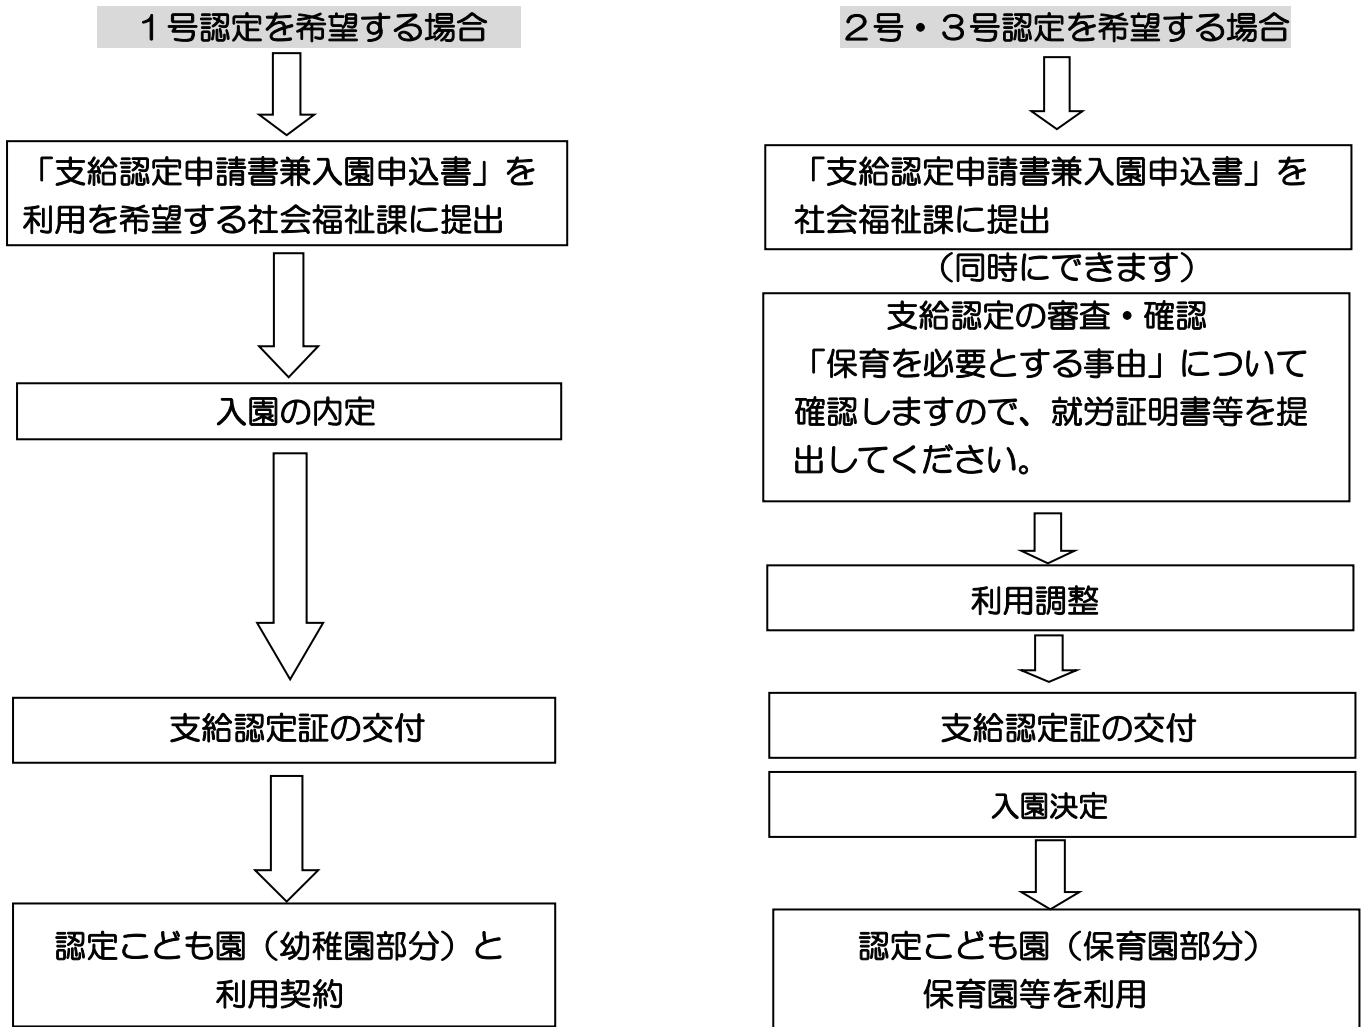 １号認定を希望する場合
「支給認定申請書兼入園申込書」を
利用を希望する社会福祉課に提出
入園の内定
支給認定証の交付
認定こども園（幼稚園部分）と
利用契約
２号・３号認定を希望する場合
「支給認定申請書兼入園申込書」を
社会福祉課に提出
（同時にできます）
支給認定の審査・確認
「保育を必要とする事由」について
確認しますので、就労証明書等を提
出してください。
利用調整
支給認定証の交付
入園決定
認定こども園（保育園部分）
保育園等を利用